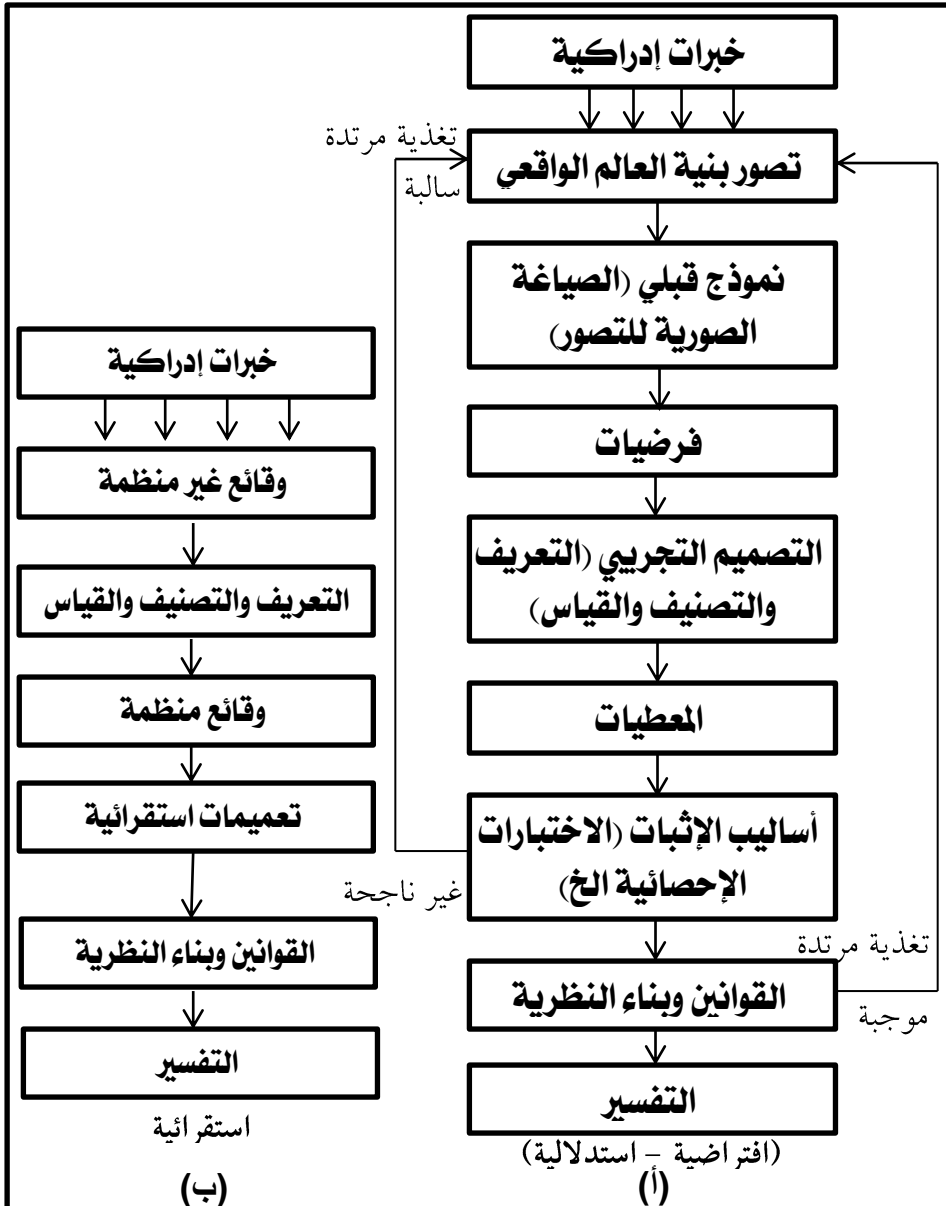 خبرات إدراكية
تغذية مرتدة
سالبة
تصور بنية العالم الواقعي
نموذج قبلي (الصياغة
الصورية للتصور)
فرضيات
التصميم التجريبي (التعريف
والتصنيف والقياس)
المعطيات
أساليب الإثبات (الاختبارات
الإحصائية الخ)
غير ناجحة
تغذية مرتدة
موجبة
القوانين وبناء النظرية
التفسير
(افتراضية – استدلالية)
(أ)
خبرات إدراكية
وقائع غير منظمة
التعريف والتصنيف والقياس
وقائع منظمة
تعميمات استقرائية
القوانين وبناء النظرية
التفسير
استقرائية
(ب)